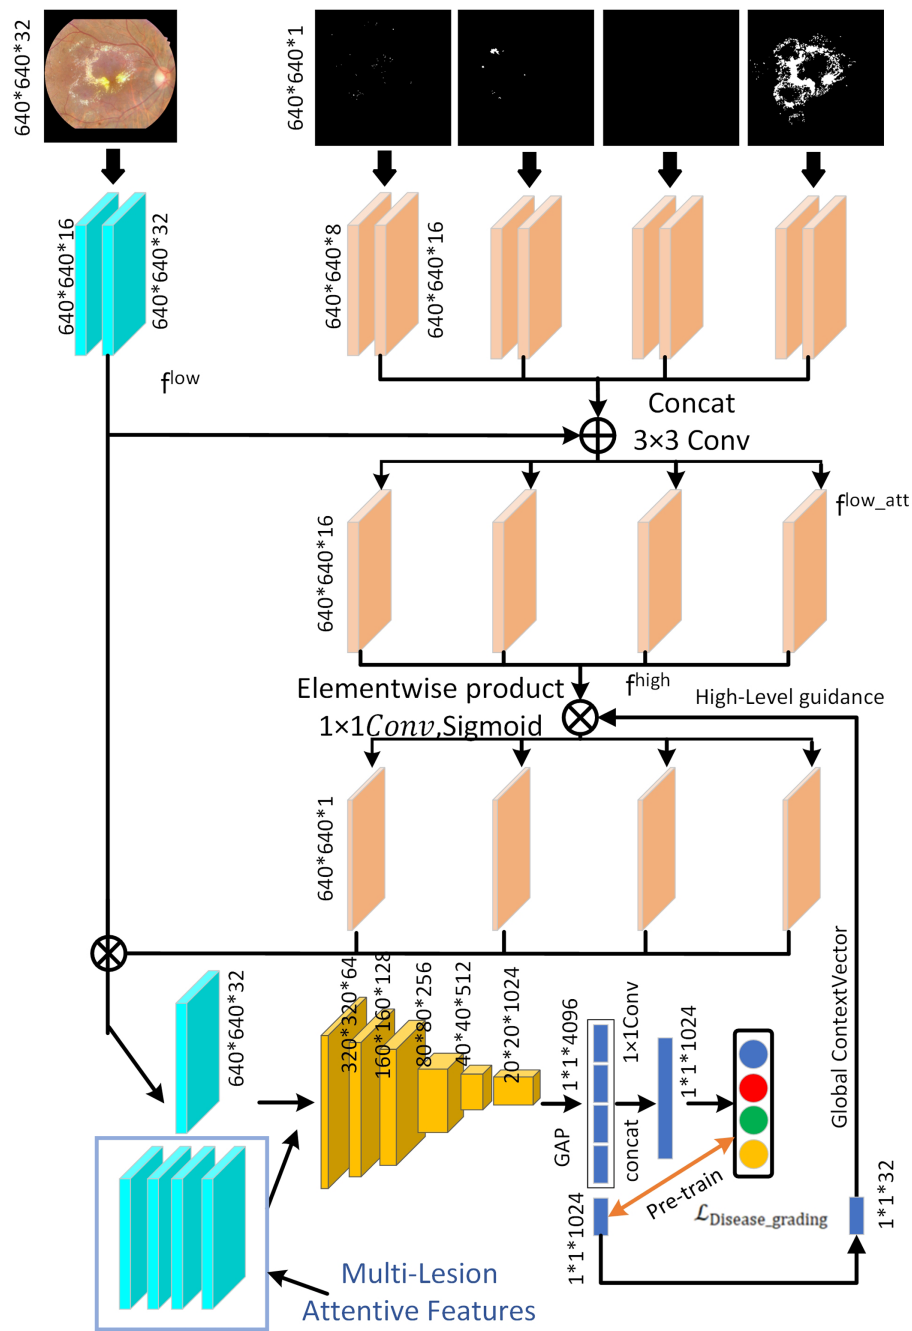 640*640*32
640*640*1
640*640*16
640*640*32
640*640*8
640*640*16
f^low
Concat
3×3 Conv
f^low_att
640*640*16
Elementwise product
1×1Conv,Sigmoid
f^high
High-Level guidance
640*640*1
640*640*32
320*320*64
160*160*128
80*80*256
40*40*512
20*20*1024
1*1*4096
GAP
1×1Conv
concat
1*1*1024
Global ContextVector
Pre-train
ℒDisease_grading
1*1*1024
1*1*32
Multi-Lesion
Attentive Features